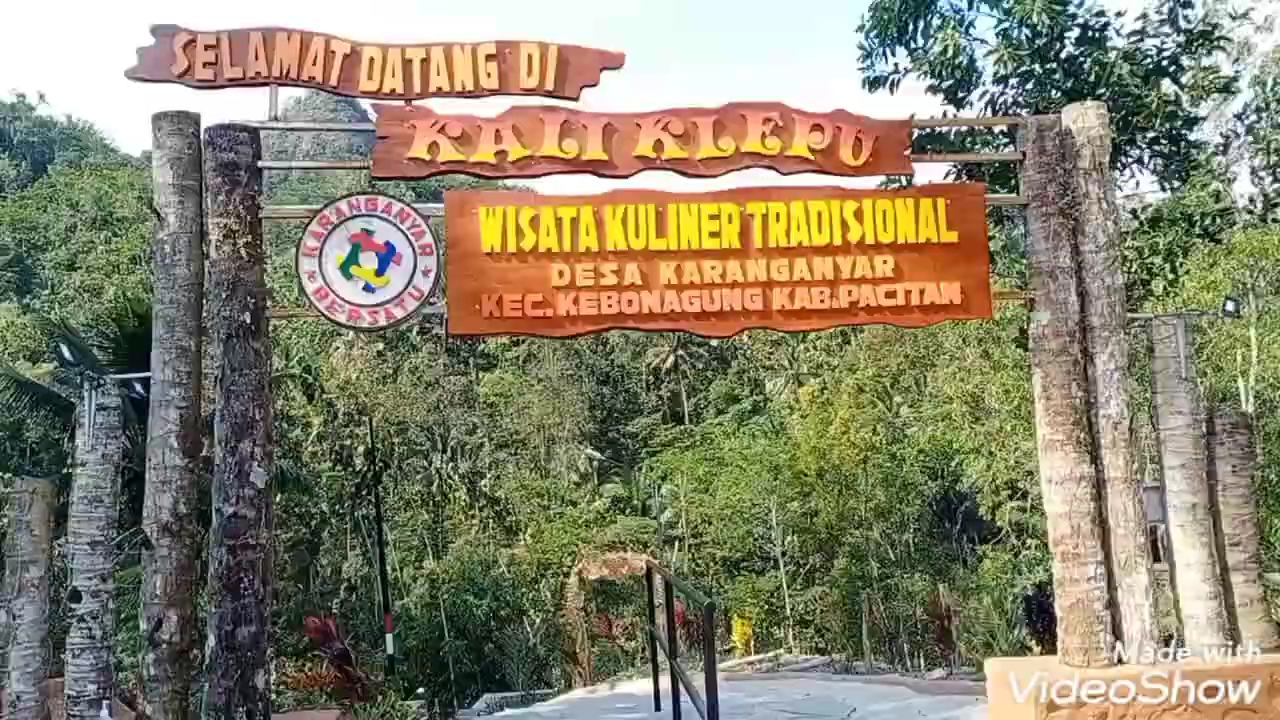 SELAMAT DATANG DI
KALI KLEPU
KARANGANYAR
BERSATU
WISATA KULINER TRADISIONAL
DESA KARANGANYAR
KEC. KEBONAGUNG KAB.PACITAN
Made with
VideoShow